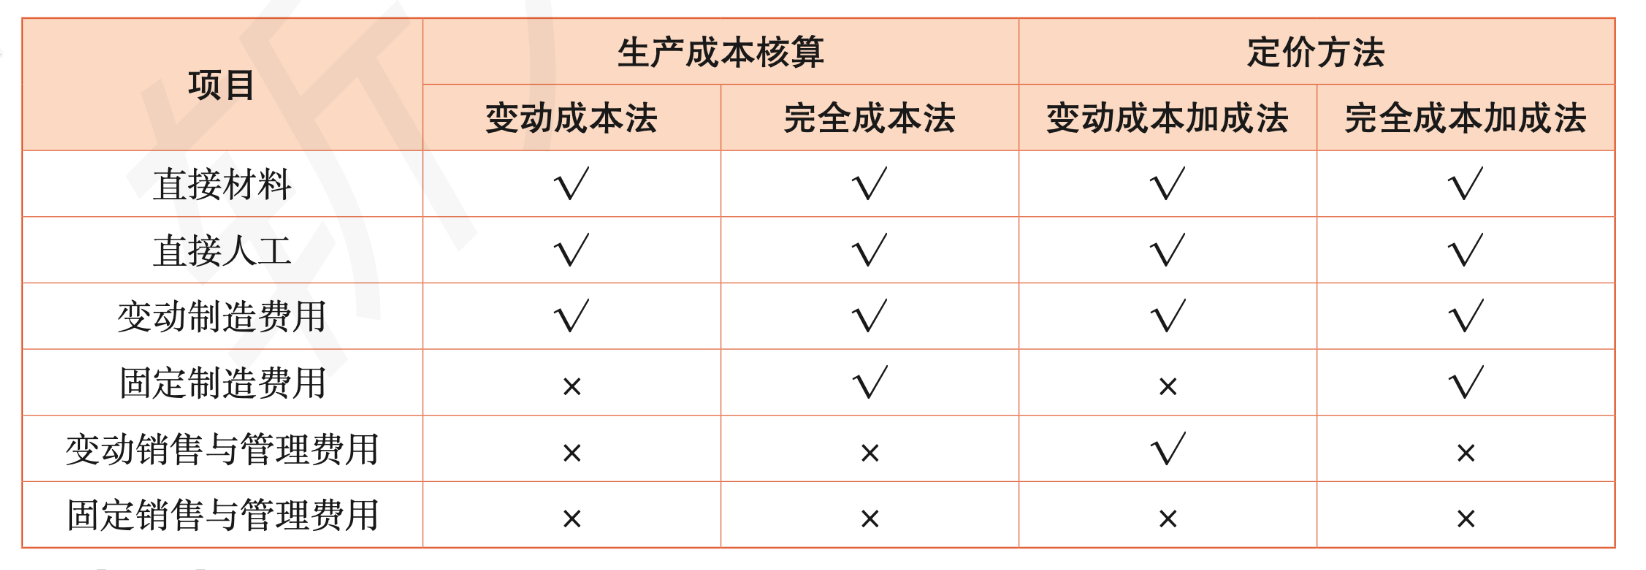 项目 生产成本核算 定价方法
变动成本法 完全成本法 变动成本加成法 完全成本加成法
直接材料 √ √ √ √
直接人工 √ √ √ √
变动制造费用 √ √ √ √
固定制造费用 × √ × √
变动销售与管理费用 × × √ ×
固定销售与管理费用 × × × ×